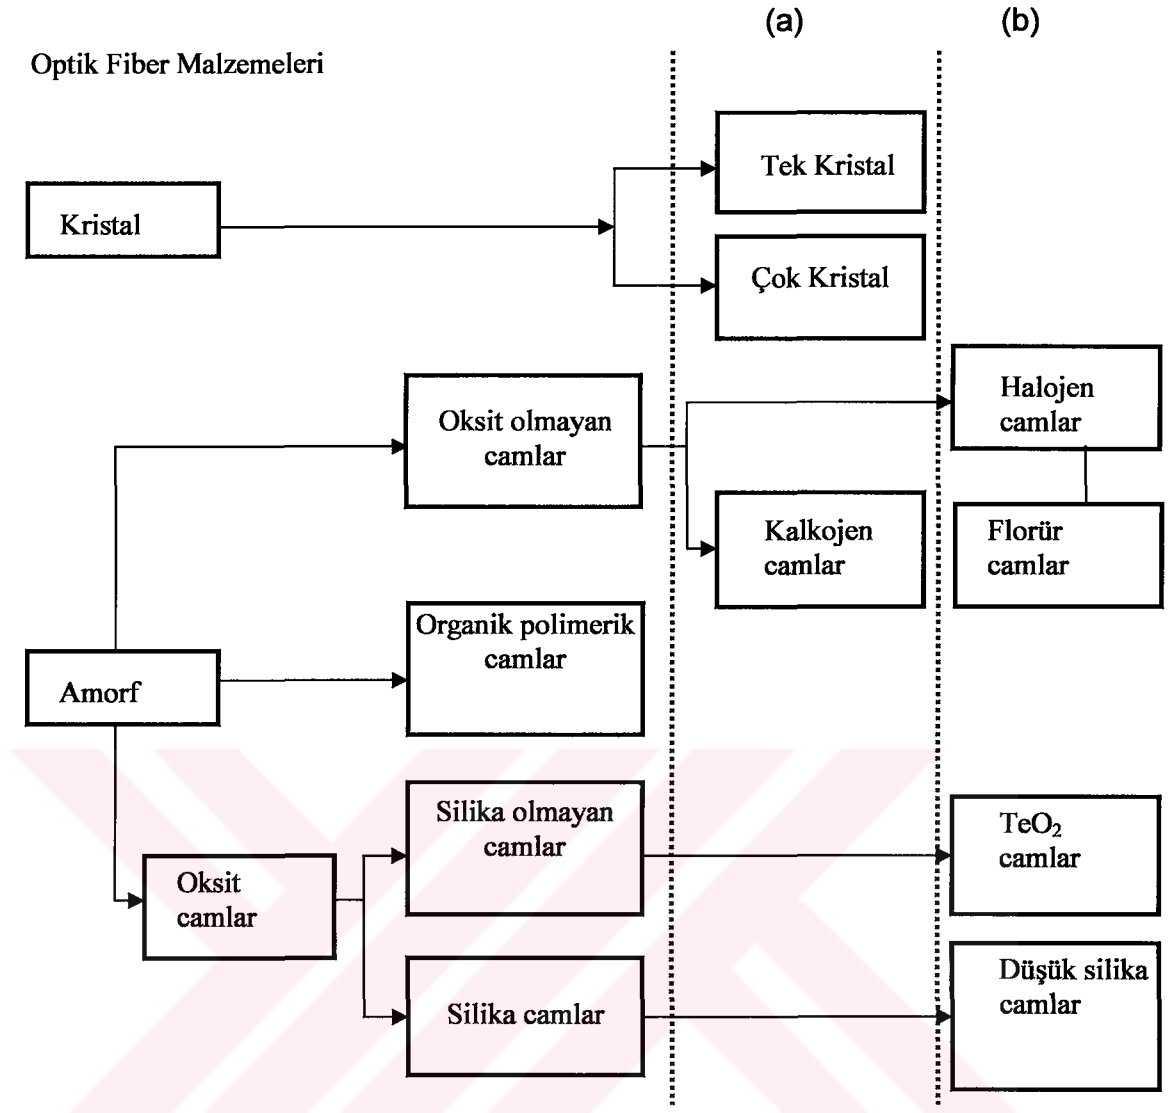 (a)
(b)
Optik Fiber Malzemeleri
Tek Kristal
Kristal
Çok Kristal
Halojen
camlar
Oksit olmayan
camlar
Kalkojen
camlar
Florür
camlar
Organik polimerik
camlar
Amorf
Silika olmayan
camlar
TeO₂
camlar
Oksit
camlar
Düşük silika
camlar
Silika camlar